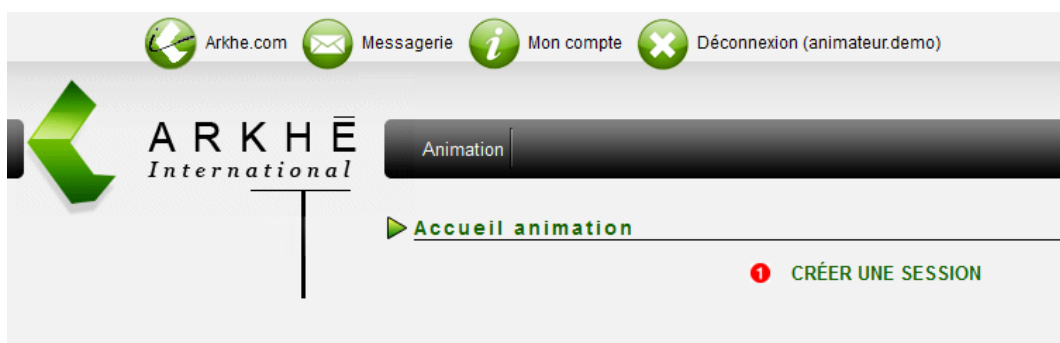 Arkhe.com Messagerie Mon compte Déconnexion (animateur.demo)
ARKHĒ
International
Animation
Accueil animation
1 CRÉER UNE SESSION